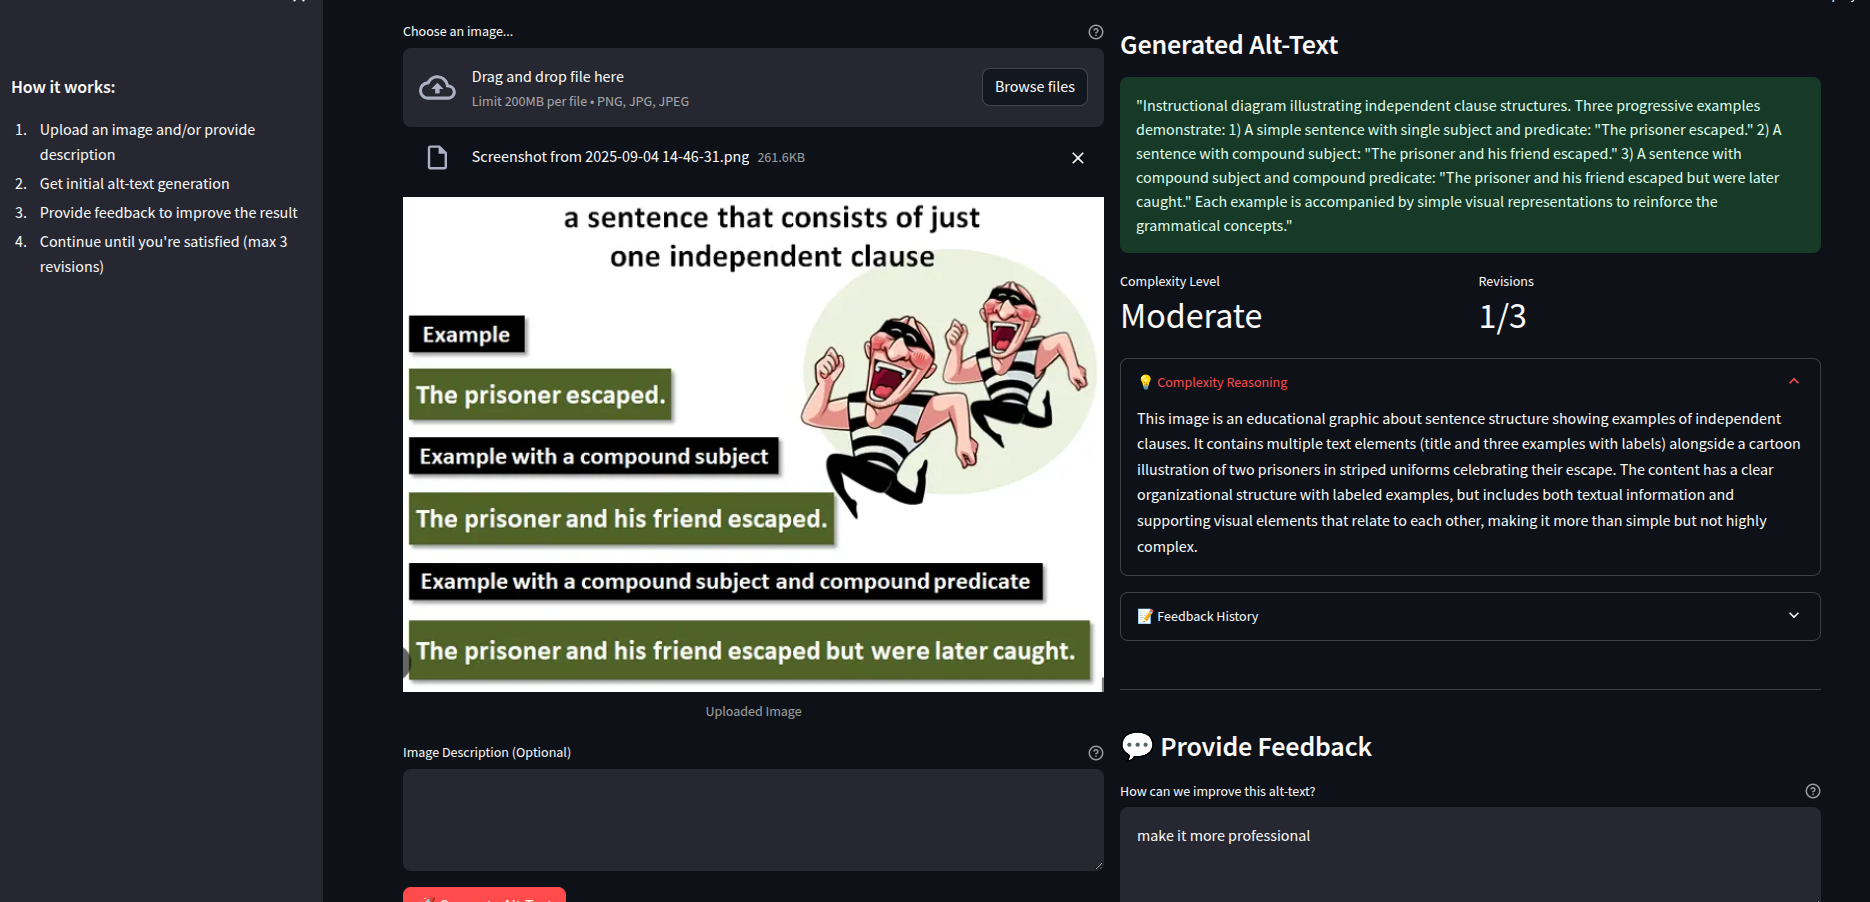 How it works:
1. Upload an image and/or provide
description
2. Get initial alt-text generation
3. Provide feedback to improve the result
4. Continue until you're satisfied (max 3
revisions)
Choose an image...
Drag and drop file here
Limit 200MB per file • PNG, JPG, JPEG
Browse files
Screenshot from 2025-09-04 14-46-31.png 261.6KB
a sentence that consists of just
one independent clause
Example
The prisoner escaped.
Example with a compound subject
The prisoner and his friend escaped.
Example with a compound subject and compound predicate
The prisoner and his friend escaped but were later caught.
Uploaded Image
Image Description (Optional)
Generated Alt-Text
"Instructional diagram illustrating independent clause structures. Three progressive examples
demonstrate: 1) A simple sentence with single subject and predicate: "The prisoner escaped." 2) A
sentence with compound subject: "The prisoner and his friend escaped." 3) A sentence with
compound subject and compound predicate: "The prisoner and his friend escaped but were later
caught." Each example is accompanied by simple visual representations to reinforce the
grammatical concepts."
Complexity Level
Moderate
Revisions
1/3
💡 Complexity Reasoning
This image is an educational graphic about sentence structure showing examples of independent
clauses. It contains multiple text elements (title and three examples with labels) alongside a cartoon
illustration of two prisoners in striped uniforms celebrating their escape. The content has a clear
organizational structure with labeled examples, but includes both textual information and
supporting visual elements that relate to each other, making it more than simple but not highly
complex.
📝 Feedback History
💬 Provide Feedback
How can we improve this alt-text?
make it more professional